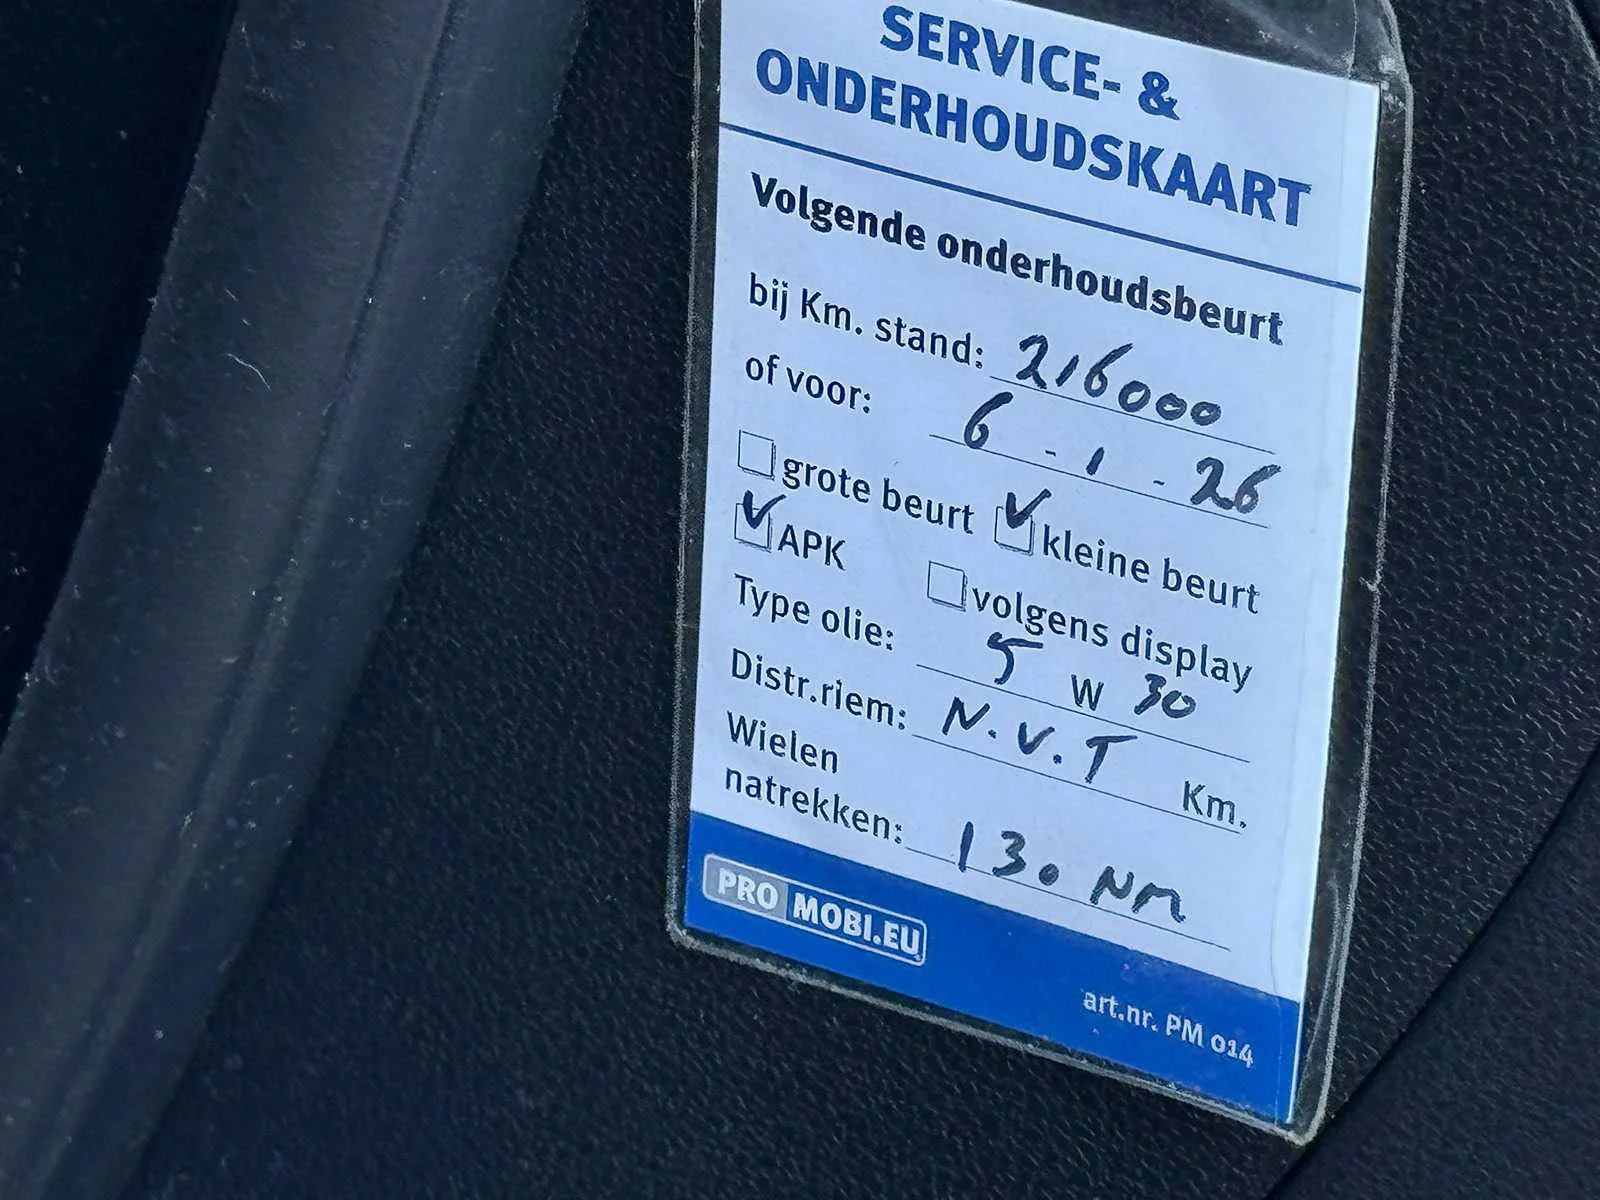 SERVICE- &
ONDERHOUDSKAART
Volgende onderhoudsbeurt
bij Km. stand: 216000
of voor: 6-1-26
grote beurt kleine beurt
APK volgens display
Type olie: 5 W 30
Distr.riem: N.V.T Km.
Wielen
natrekken: 130 NM
PRO MOBI.EU
art.nr. PM 014